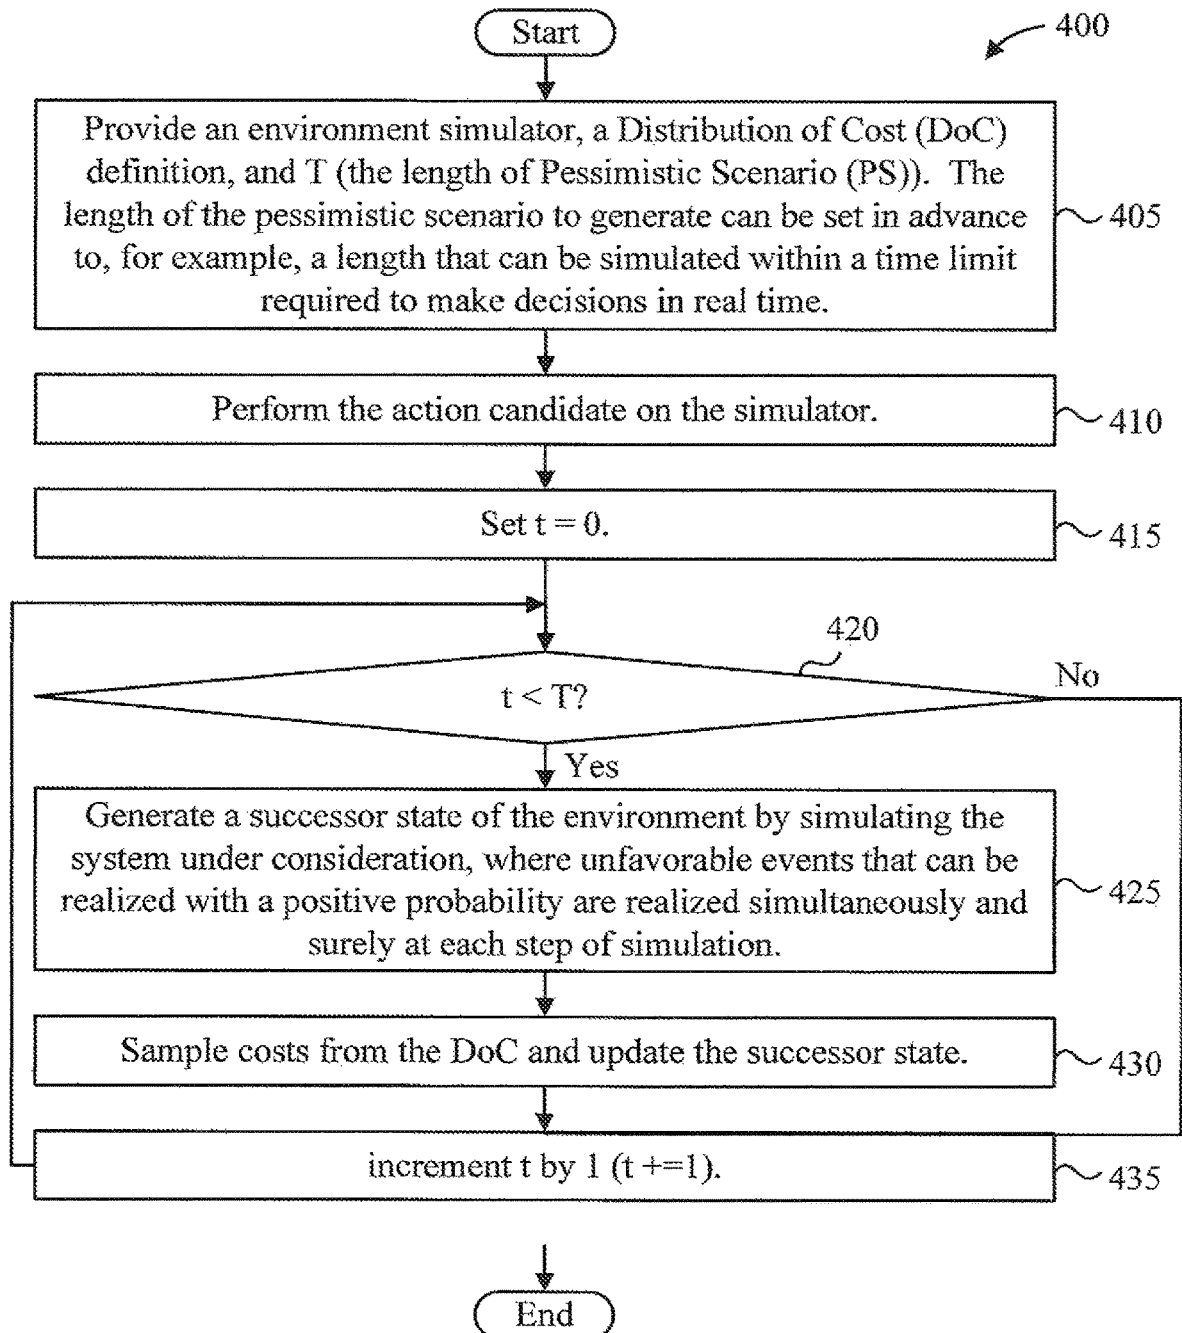 Start
400
Provide an environment simulator, a Distribution of Cost (DoC)
definition, and T (the length of Pessimistic Scenario (PS)). The
length of the pessimistic scenario to generate can be set in advance
to, for example, a length that can be simulated within a time limit
required to make decisions in real time.
405
Perform the action candidate on the simulator.
410
Set t = 0.
415
420
t < T?
No
Yes
Generate a successor state of the environment by simulating the
system under consideration, where unfavorable events that can be
realized with a positive probability are realized simultaneously and
surely at each step of simulation.
425
Sample costs from the DoC and update the successor state.
430
increment t by 1 (t +=1).
435
End